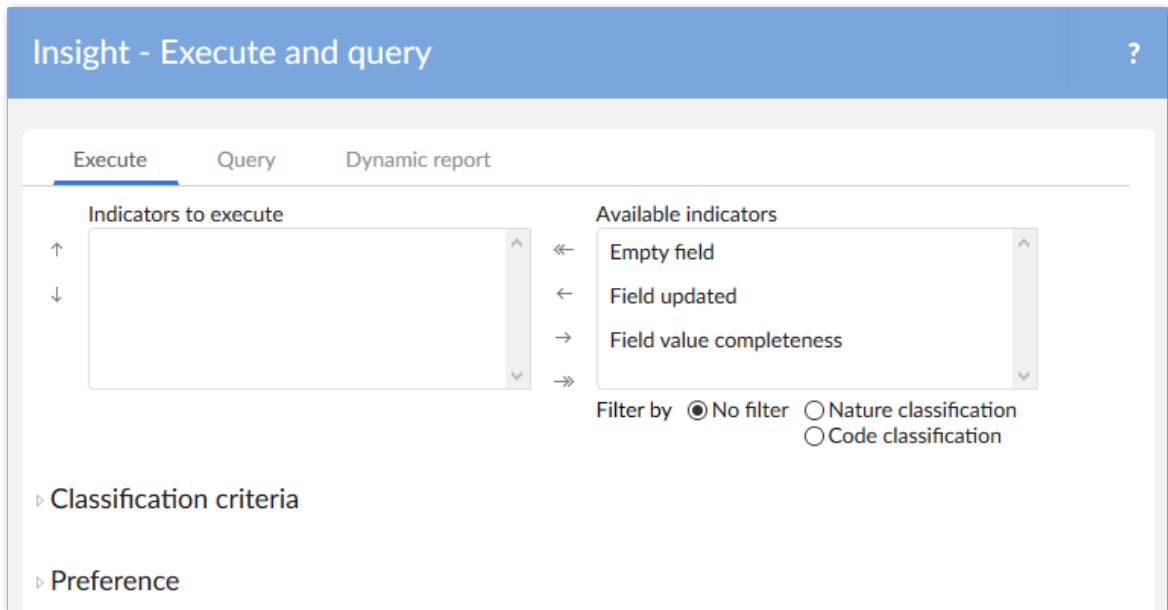 Insight - Execute and query
?
Execute Query Dynamic report
Indicators to execute
Available indicators
Empty field
Field updated
Field value completeness
Filter by No filter Nature classification
Code classification
Classification criteria
Preference